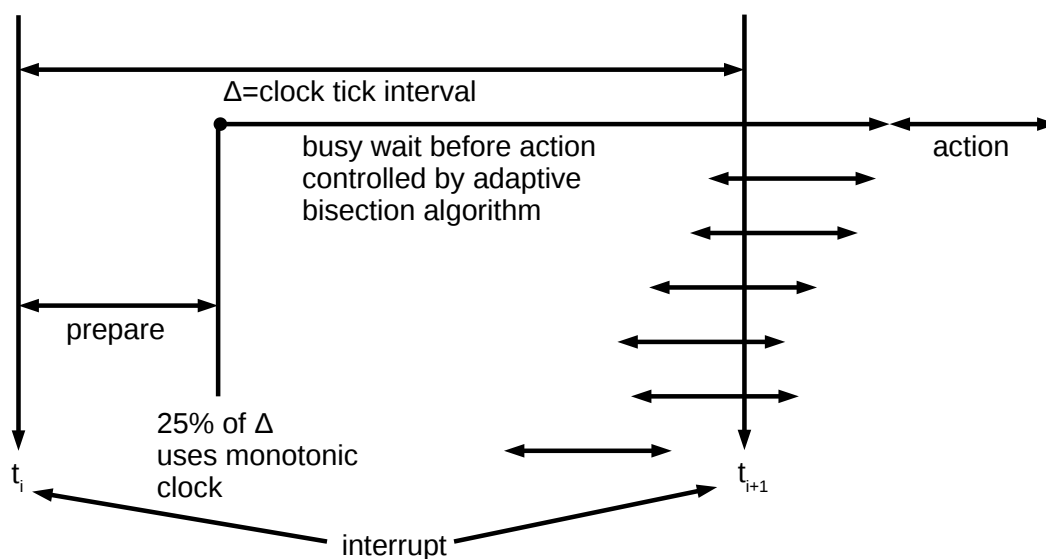 Δ=clock tick interval
busy wait before action
controlled by adaptive
bisection algorithm
action
prepare
25% of Δ
uses monotonic
clock
tᵢ
tᵢ₊₁
interrupt